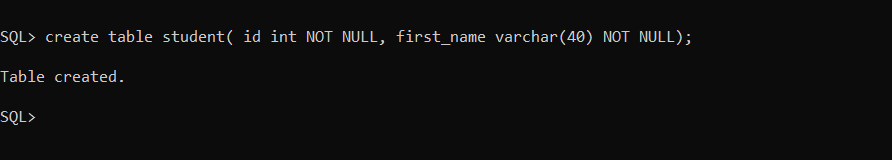 SQL> create table student( id int NOT NULL, first_name varchar(40) NOT NULL);
Table created.
SQL>